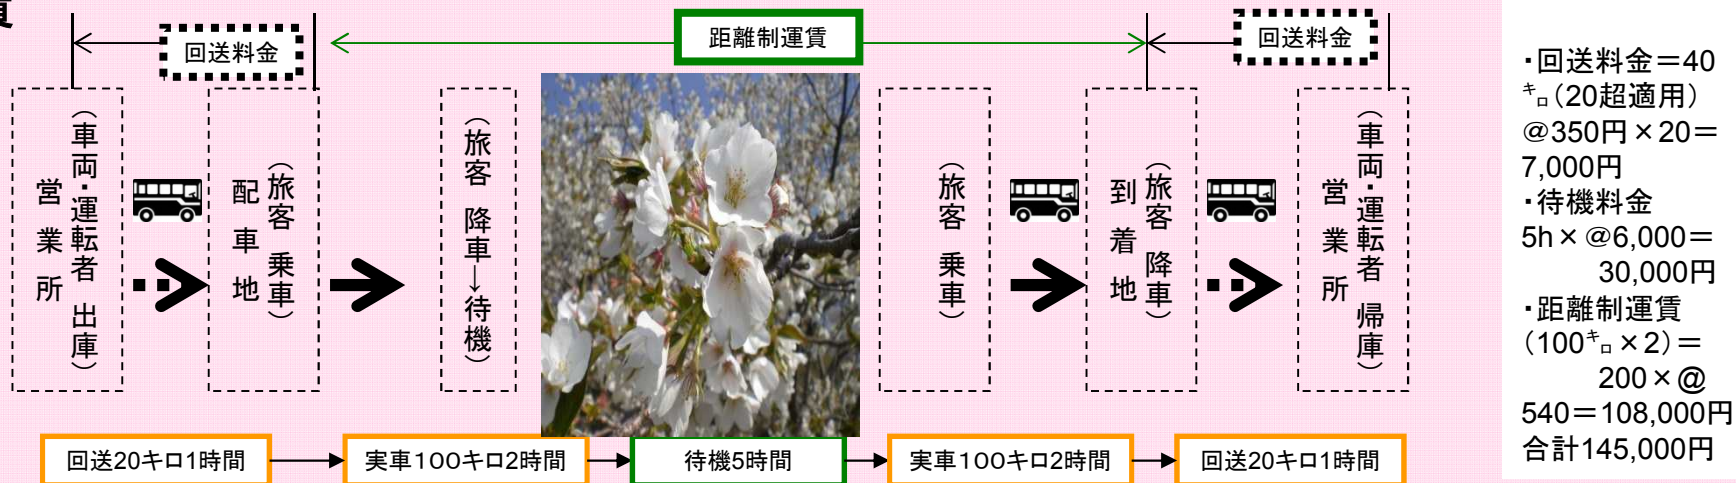 回送料金
距離制運賃
回送料金
(車両・運転者 出庫)
営業所
(旅客 乗車)
配車地
(旅客 降車→待機)
(旅客 乗車)
(旅客 降車)
到着地
(車両・運転者 帰庫)
営業所
回送20キロ1時間
実車100キロ2時間
待機5時間
実車100キロ2時間
回送20キロ1時間
・回送料金=40
キロ(20超適用)
@350円×20=
7,000円
・待機料金
5h×@6,000=
30,000円
・距離制運賃
(100キロ×2)=
200×@
540=108,000円
合計145,000円